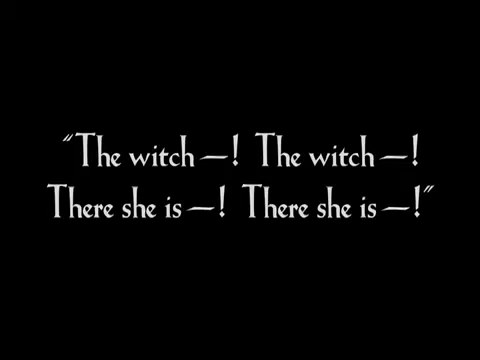 "The witch—! The witch—!
There she is—! There she is—!"